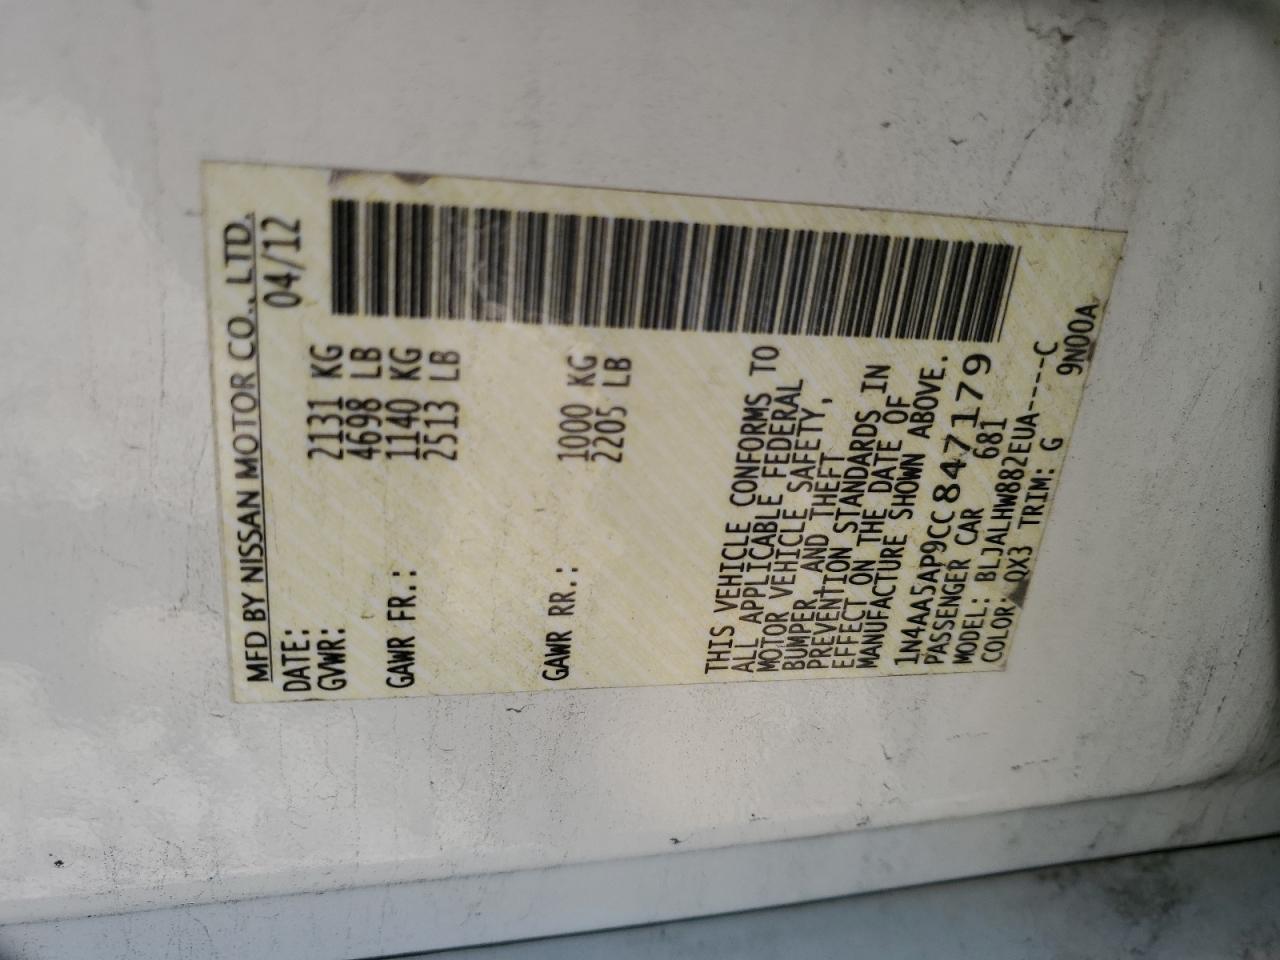 MFD BY NISSAN MOTOR CO., LTD.
DATE: 04/12
GVWR: 2131 KG
4698 LB
GAWR FR.: 1140 KG
2513 LB
GAWR RR.: 1000 KG
2205 LB
THIS VEHICLE CONFORMS TO
ALL APPLICABLE FEDERAL
MOTOR VEHICLE SAFETY,
BUMPER, AND THEFT
PREVENTION STANDARDS IN
EFFECT ON THE DATE OF
MANUFACTURE SHOWN ABOVE.
1N4AA5AP9CC847179
PASSENGER CAR 681
MODEL: BLJALHW882EUA----C
COLOR: QX3 TRIM: G 9N00A